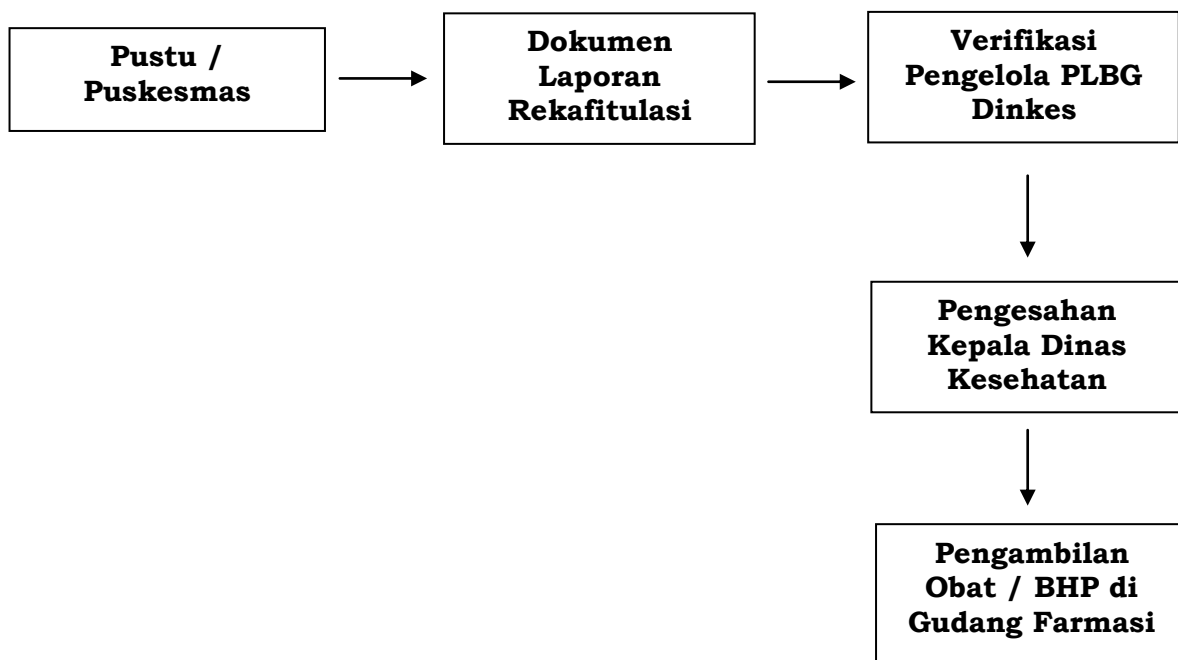 Pustu /
Puskesmas
Dokumen
Laporan
Rekafitulasi
Verifikasi
Pengelola PLBG
Dinkes
Pengesahan
Kepala Dinas
Kesehatan
Pengambilan
Obat / BHP di
Gudang Farmasi